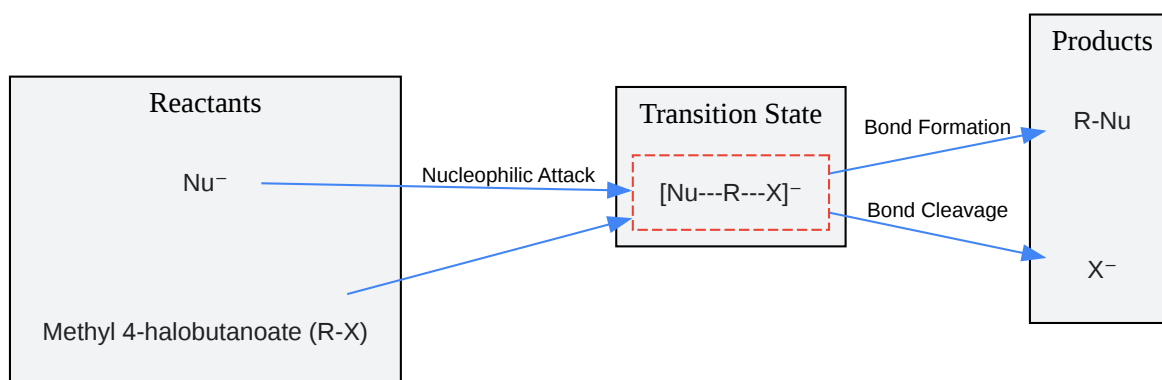 Reactants
Nu⁻
Methyl 4-halobutanoate (R-X)
Nucleophilic Attack
Transition State
[Nu---R---X]⁻
Bond Formation
Bond Cleavage
Products
R-Nu
X⁻